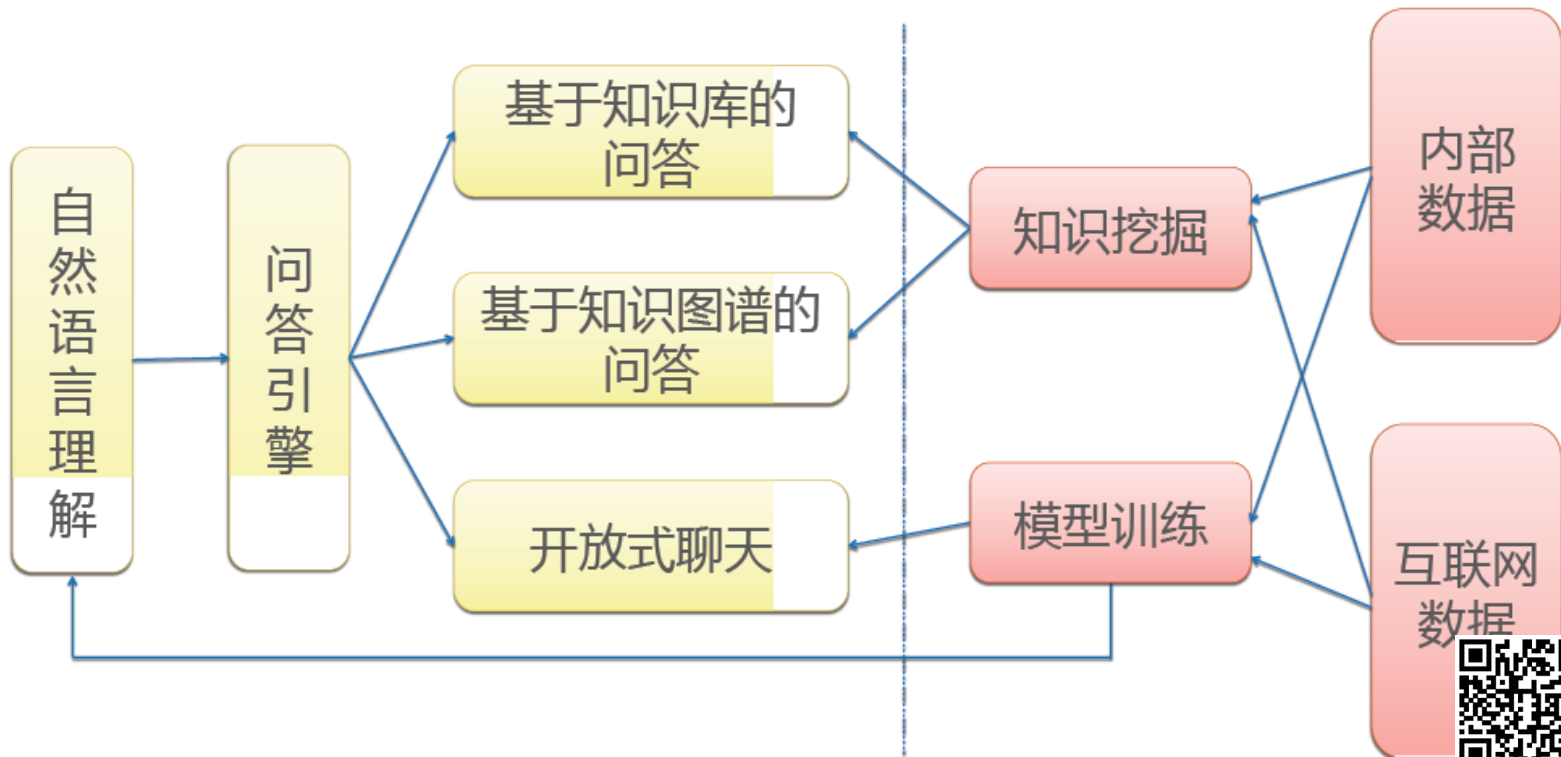 自
然
语
言
理
解
问
答
引
擎
基于知识库的
问答
基于知识图谱的
问答
开放式聊天
知识挖掘
模型训练
内部
数据
互联网
数据